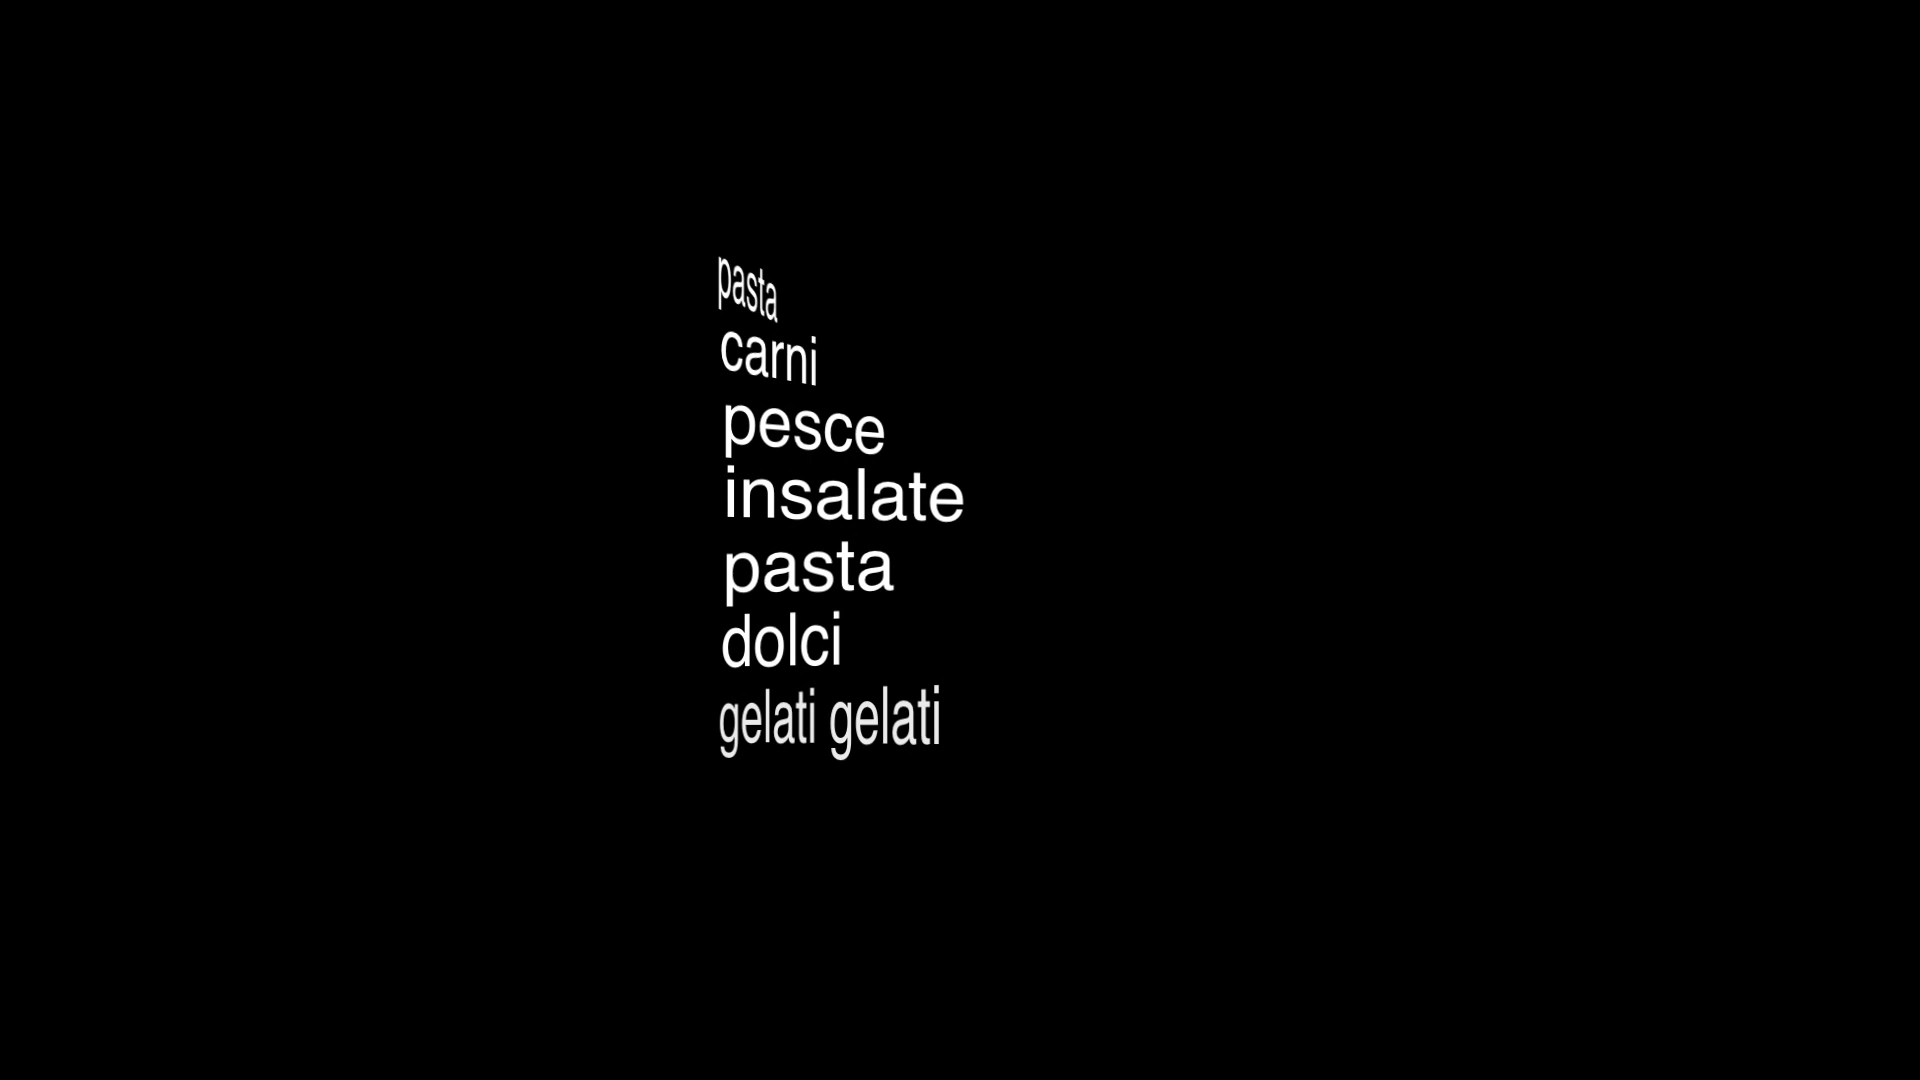 pasta
carni
pesce
insalate
pasta
dolci
gelati gelati